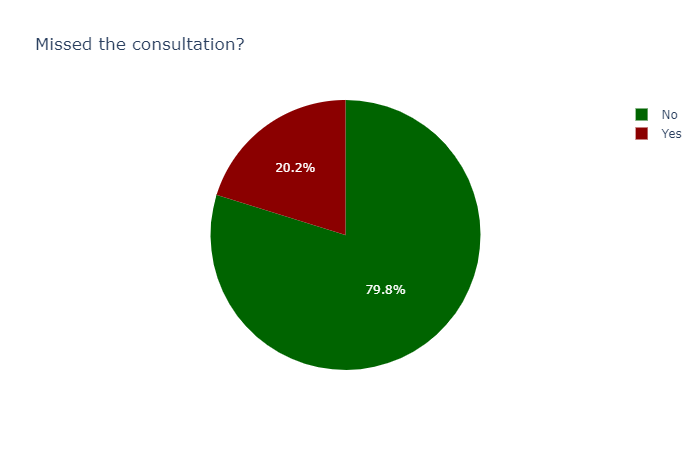 Missed the consultation?
No
Yes
20.2%
79.8%